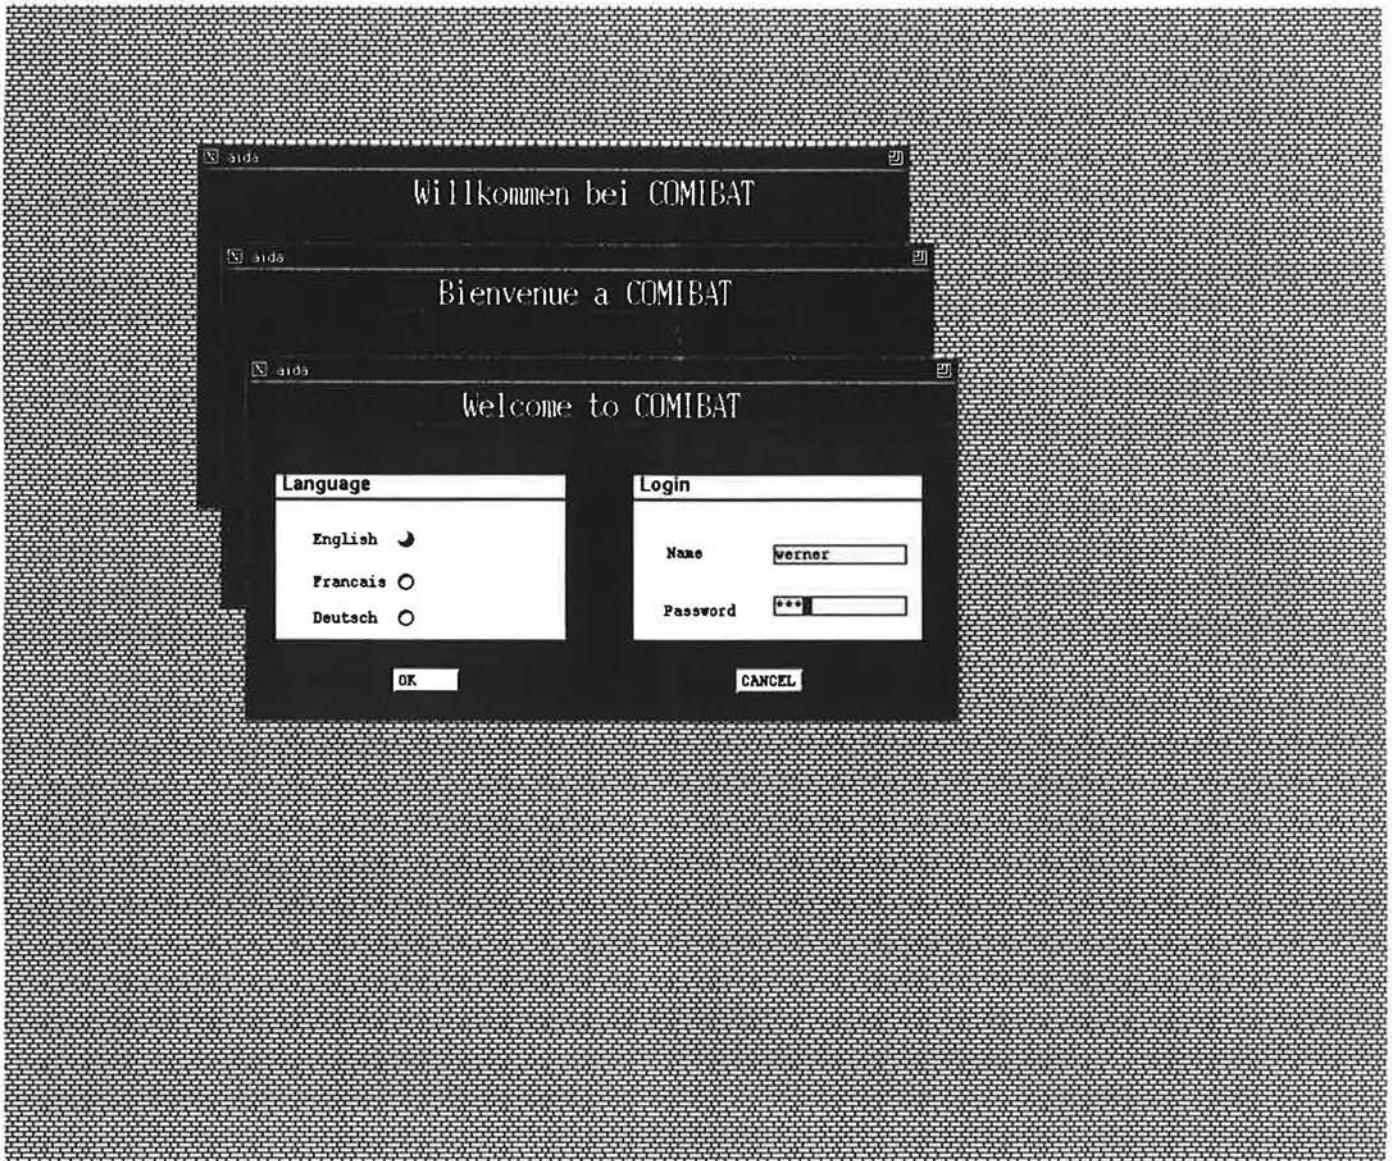 aida
Willkommen bei COMIBAT
aida
Bienvenue a COMIBAT
aida
Welcome to COMIBAT
Language
English
Francais
Deutsch
OK
Login
Name werner
Password ***
CANCEL